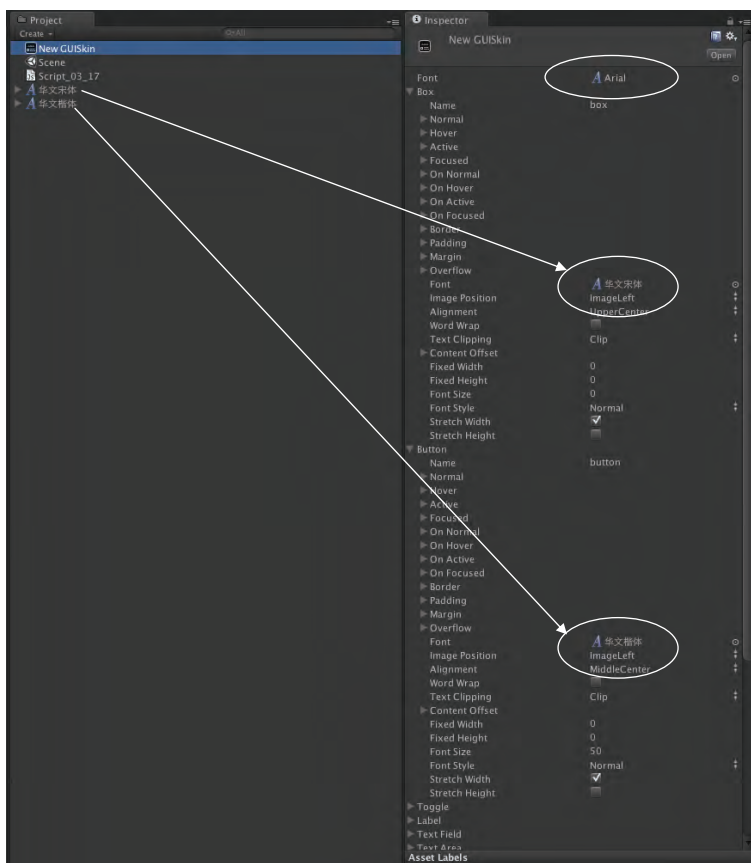 Project
Create
All
New GUISkin
Scene
Script_03_17
华文宋体
华文楷体
Inspector
New GUISkin
Open
Font Arial
Box
Name box
Normal
Hover
Active
Focused
On Normal
On Hover
On Active
On Focused
Border
Padding
Margin
Overflow
Font 华文宋体
Image Position ImageLeft
Alignment UpperCenter
Word Wrap
Text Clipping Clip
Content Offset
Fixed Width 0
Fixed Height 0
Font Size 0
Font Style Normal
Stretch Width
Stretch Height
Button
Name button
Normal
Hover
Active
Focused
On Normal
On Hover
On Active
On Focused
Border
Padding
Margin
Overflow
Font 华文楷体
Image Position ImageLeft
Alignment MiddleCenter
Word Wrap
Text Clipping Clip
Content Offset
Fixed Width 0
Fixed Height 0
Font Size 50
Font Style Normal
Stretch Width
Stretch Height
Toggle
Label
Text Field
Text Area
Asset Labels